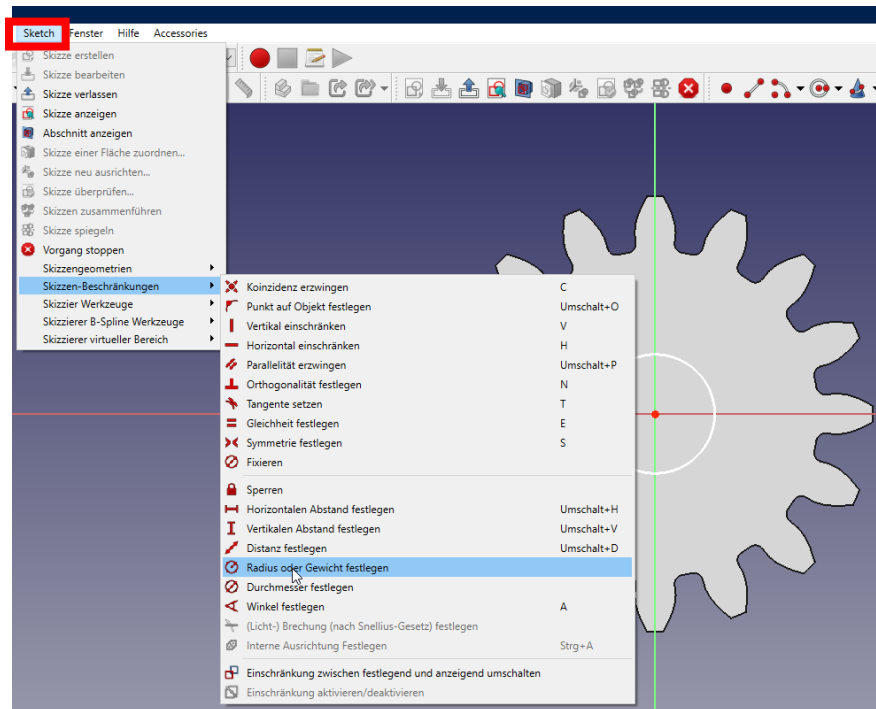 Sketch Fenster Hilfe Accessories
Skizze erstellen
Skizze bearbeiten
Skizze verlassen
Skizze anzeigen
Abschnitt anzeigen
Skizze einer Fläche zuordnen...
Skizze neu ausrichten...
Skizze überprüfen...
Skizzen zusammenführen
Skizze spiegeln
Vorgang stoppen
Skizzengeometrien
Skizzen-Beschränkungen
Skizzier Werkzeuge
Skizzierer B-Spline Werkzeuge
Skizzierer virtueller Bereich
Koinzidenz erzwingen C
Punkt auf Objekt festlegen Umschalt+O
Vertikal einschränken V
Horizontal einschränken H
Parallelität erzwingen Umschalt+P
Orthogonalität festlegen N
Tangente setzen T
Gleichheit festlegen E
Symmetrie festlegen S
Fixieren
Sperren
Horizontalen Abstand festlegen Umschalt+H
Vertikalen Abstand festlegen Umschalt+V
Distanz festlegen Umschalt+D
Radius oder Gewicht festlegen
Durchmesser festlegen
Winkel festlegen A
(Licht-) Brechung (nach Snellius-Gesetz) festlegen
Interne Ausrichtung Festlegen Strg+A
Einschränkung zwischen festlegend und anzeigend umschalten
Einschränkung aktivieren/deaktivieren